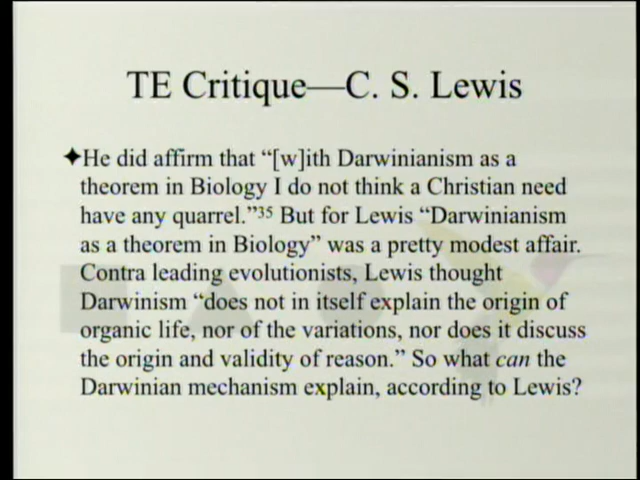 TE Critique—C. S. Lewis
✦He did affirm that “[w]ith Darwinianism as a
theorem in Biology I do not think a Christian need
have any quarrel.”35 But for Lewis “Darwinianism
as a theorem in Biology” was a pretty modest affair.
Contra leading evolutionists, Lewis thought
Darwinism “does not in itself explain the origin of
organic life, nor of the variations, nor does it discuss
the origin and validity of reason.” So what can the
Darwinian mechanism explain, according to Lewis?